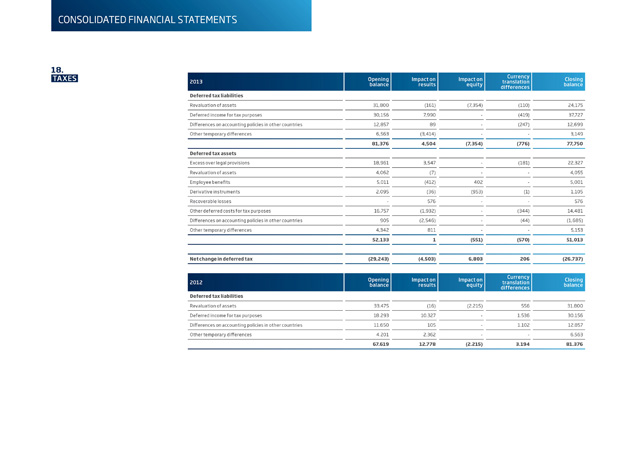 CONSOLIDATED FINANCIAL STATEMENTS
18.
TAXES
2013 Opening balance Impact on results Impact on equity Currency translation differences Closing balance
Deferred tax liabilities
Revaluation of assets 31,800 (161) (7,354) (110) 24,175
Deferred income for tax purposes 30,156 7,990 - (419) 37,727
Differences on accounting policies in other countries 12,857 89 - (247) 12,699
Other temporary differences 6,563 (3,414) - - 3,149
81,376 4,504 (7,354) (776) 77,750
Deferred tax assets
Excess over legal provisions 18,961 3,547 - (181) 22,327
Revaluation of assets 4,062 (7) - - 4,055
Employee benefits 5,011 (412) 402 - 5,001
Derivative instruments 2,095 (36) (953) (1) 1,105
Recoverable losses - 576 - - 576
Other deferred costs for tax purposes 16,757 (1,932) - (344) 14,481
Differences on accounting policies in other countries 905 (2,546) - (44) (1,685)
Other temporary differences 4,342 811 - - 5,153
52,133 1 (551) (570) 51,013
Net change in deferred tax (29,243) (4,503) 6,803 206 (26,737)
2012 Opening balance Impact on results Impact on equity Currency translation differences Closing balance
Deferred tax liabilities
Revaluation of assets 33.475 (16) (2.215) 556 31.800
Deferred income for tax purposes 18.293 10.327 - 1.536 30.156
Differences on accounting policies in other countries 11.650 105 - 1.102 12.857
Other temporary differences 4.201 2.362 - - 6.563
67.619 12.778 (2.215) 3.194 81.376